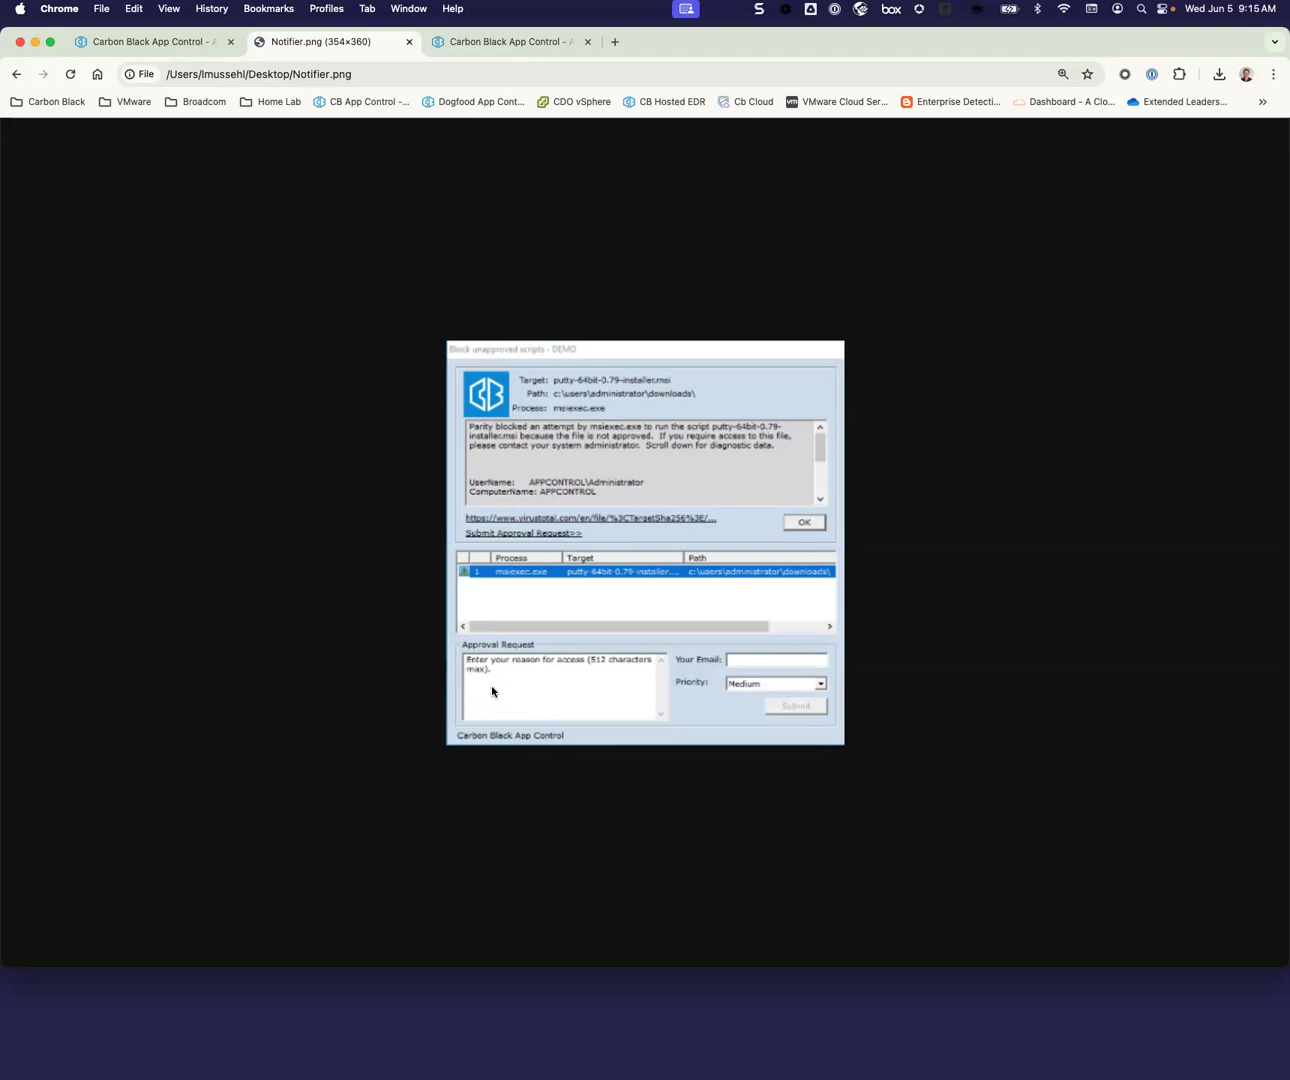 Chrome File Edit View History Bookmarks Profiles Tab Window Help
box Wed Jun 5 9:15 AM
Carbon Black App Control - Notifier.png (354×360) Carbon Black App Control -
File /Users/lmussehl/Desktop/Notifier.png
Carbon Black VMware Broadcom Home Lab CB App Control -... Dogfood App Cont... CDO vSphere CB Hosted EDR Cb Cloud VMware Cloud Ser... Enterprise Detecti... Dashboard - A Clo... Extended Leaders... »
Block unapproved scripts - DEMO
Target: putty-64bit-0.79-installer.msi
Path: c:\users\administrator\downloads\
Process: msiexec.exe
Parity blocked an attempt by msiexec.exe to run the script putty-64bit-0.79-
installer.msi because the file is not approved. If you require access to this file,
please contact your system administrator. Scroll down for diagnostic data.
UserName: APPCONTROL\Administrator
ComputerName: APPCONTROL
https://www.virustotal.com/en/file/%3CTargetSha256%3E/...
OK
Submit Approval Request>>
Process Target Path
1 msiexec.exe putty-64bit-0.79-installer.... c:\users\administrator\downloads\
Approval Request
Enter your reason for access (512 characters
max).
Your Email:
Priority: Medium
Submit
Carbon Black App Control